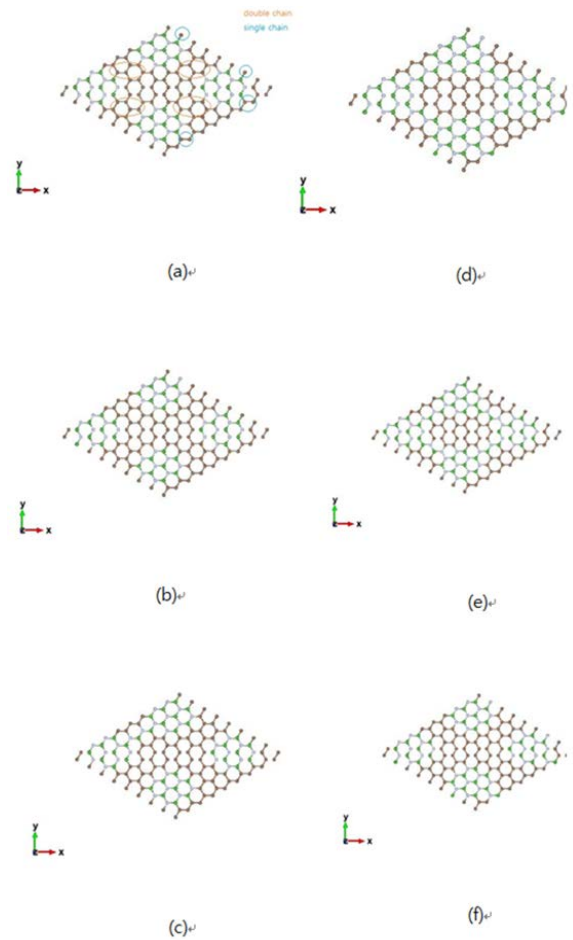 double chain
single chain
y
x
(a)↵
y
x
(d)↵
y
x
(b)↵
y
x
(e)↵
y
x
(c)↵
y
x
(f)↵